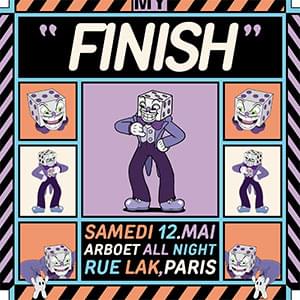 MY
" FINISH "
SAMEDI 12.MAI
ARBOET ALL NIGHT
RUE LAK,PARIS